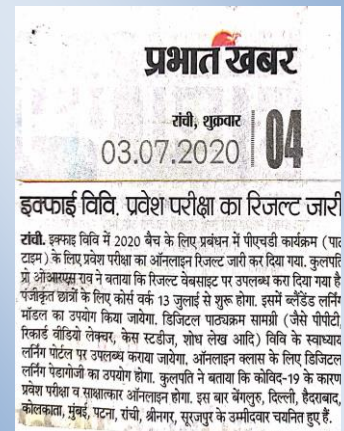 प्रभात खबर
रांची, शुक्रवार
03.07.2020
04
इक्फाई विवि. प्रवेश परीक्षा का रिजल्ट जारी
रांची. इक्फाइ विवि में 2020 बैच के लिए प्रबंधन में पीएचडी कार्यक्रम (पार्ट
टाइम) के लिए प्रवेश परीक्षा का ऑनलाइन रिजल्ट जारी कर दिया गया. कुलपति
प्रो ओआरएस राव ने बताया कि रिजल्ट वेबसाइट पर उपलब्ध करा दिया गया है.
पंजीकृत छात्रों के लिए कोर्स वर्क 13 जुलाई से शुरू होगा. इसमें ब्लैंडेड लर्निंग
मॉडल का उपयोग किया जायेगा. डिजिटल पाठ्यक्रम सामग्री (जैसे पीपीटी,
रिकार्ड वीडियो लेक्चर, केस स्टडीज, शोध लेख आदि) विवि के स्वाध्याय
लर्निंग पोर्टल पर उपलब्ध कराया जायेगा. ऑनलाइन क्लास के लिए डिजिटल
लर्निंग पेडागोजी का उपयोग होगा. कुलपति ने बताया कि कोविद-19 के कारण
प्रवेश परीक्षा व साक्षात्कार ऑनलाइन होगा. इस बार बेंगलुरु, दिल्ली, हैदराबाद,
कोलकाता, मुंबई, पटना, रांची, श्रीनगर, सूरजपुर के उम्मीदवार चयनित हुए हैं.